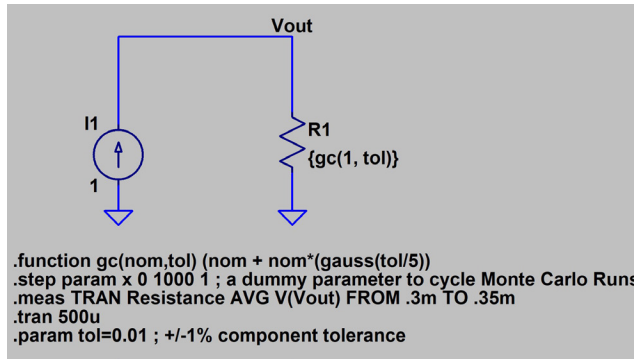 Vout
I1
1
R1
{gc(1, tol)}
.function gc(nom,tol) (nom + nom*(gauss(tol/5))
.step param x 0 1000 1 ; a dummy parameter to cycle Monte Carlo Runs
.meas TRAN Resistance AVG V(Vout) FROM .3m TO .35m
.tran 500u
.param tol=0.01 ; +/-1% component tolerance